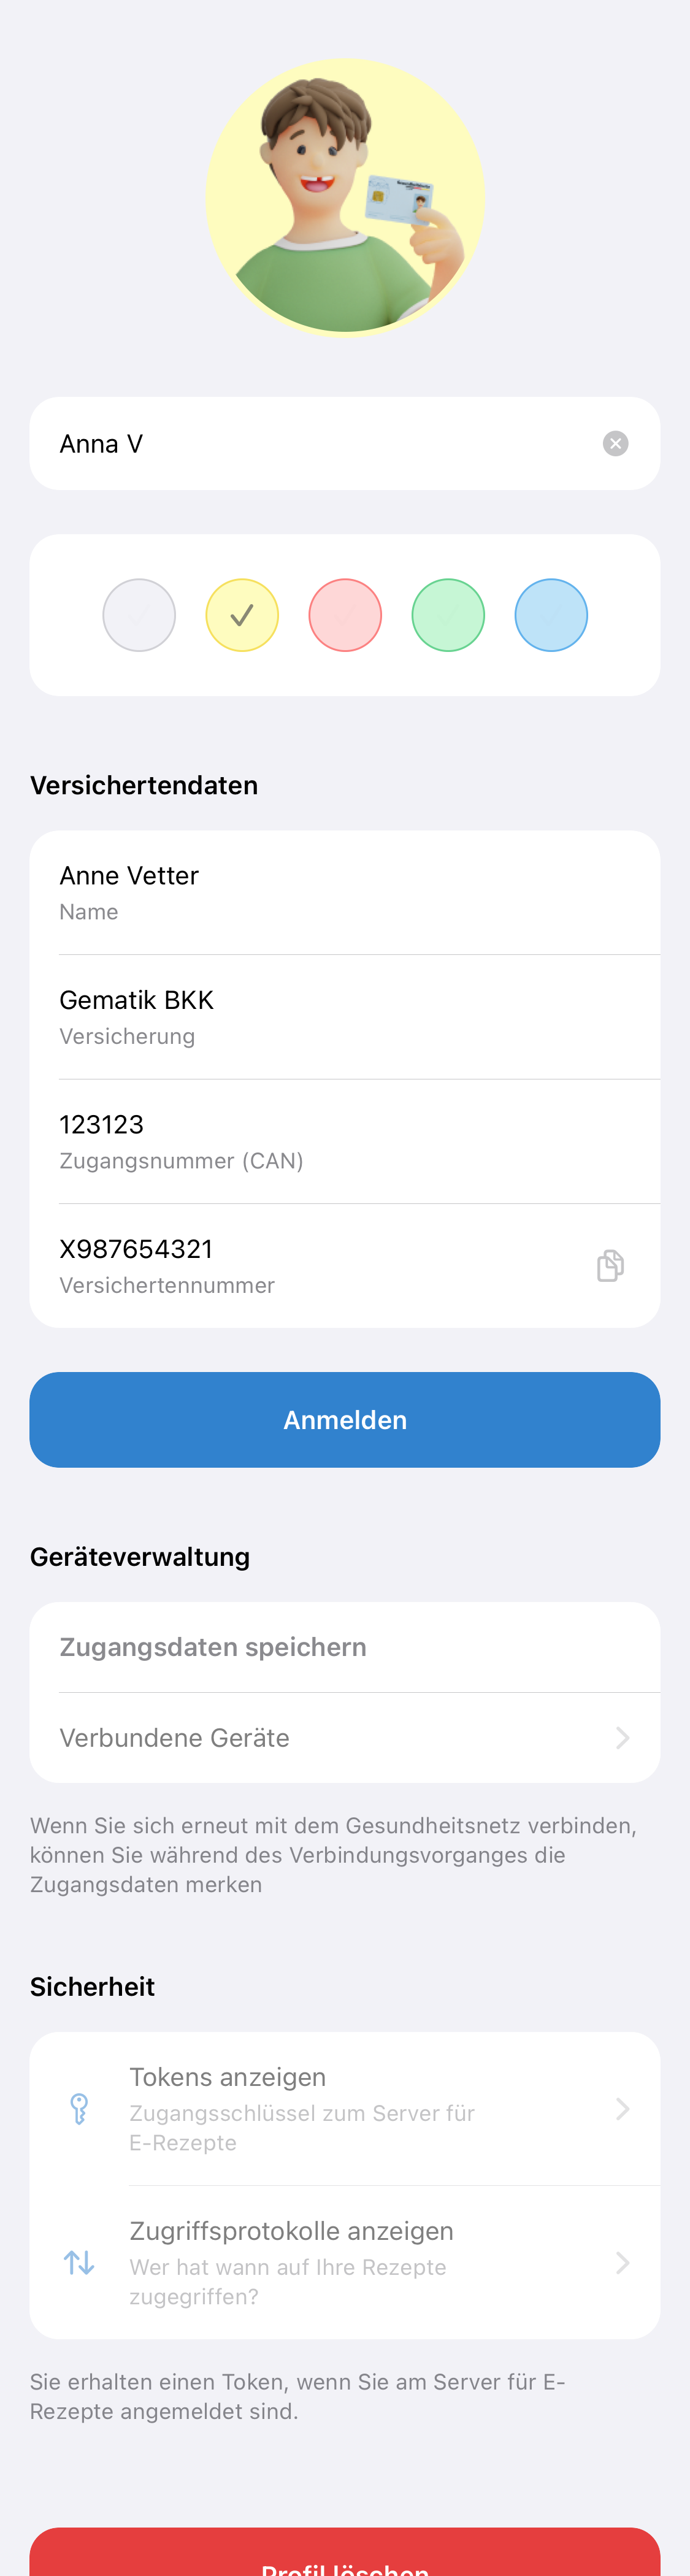 Anna V
Versichertendaten
Anne Vetter
Name
Gematik BKK
Versicherung
123123
Zugangsnummer (CAN)
X987654321
Versichertennummer
Anmelden
Geräteverwaltung
Zugangsdaten speichern
Verbundene Geräte
Wenn Sie sich erneut mit dem Gesundheitsnetz verbinden,
können Sie während des Verbindungsvorganges die
Zugangsdaten merken
Sicherheit
Tokens anzeigen
Zugangsschlüssel zum Server für
E-Rezepte
Zugriffsprotokolle anzeigen
Wer hat wann auf Ihre Rezepte
zugegriffen?
Sie erhalten einen Token, wenn Sie am Server für E-
Rezepte angemeldet sind.
Profil löschen